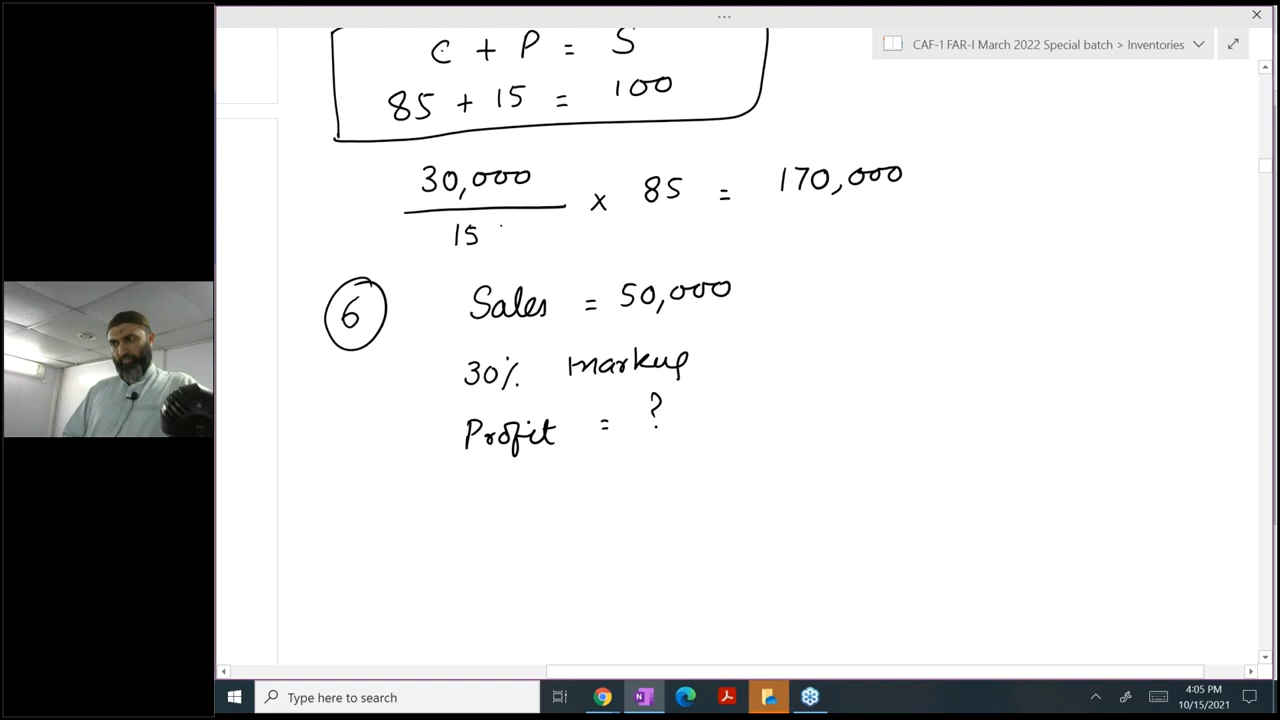 CAF-1 FAR-I March 2022 Special batch > Inventories
C + P = S
85 + 15 = 100
30,000
15
× 85 = 170,000
6
Sales = 50,000
30% markup
Profit = ?
Type here to search
4:05 PM
10/15/2021